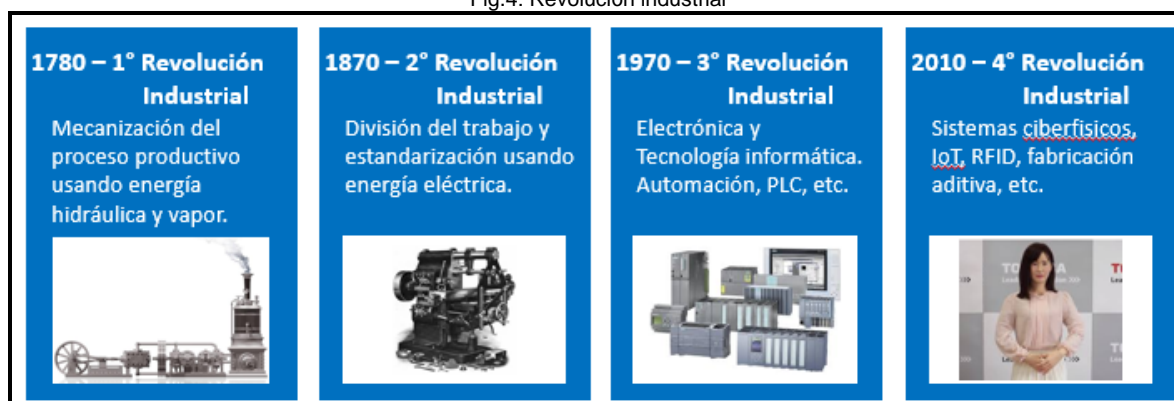 Fig.4. Revolución industrial
1780 – 1° Revolución
Industrial
Mecanización del
proceso productivo
usando energía
hidráulica y vapor.
1870 – 2° Revolución
Industrial
División del trabajo y
estandarización usando
energía eléctrica.
1970 – 3° Revolución
Industrial
Electrónica y
Tecnología informática.
Automación, PLC, etc.
2010 – 4° Revolución
Industrial
Sistemas ciberfisicos,
IoT, RFID, fabricación
aditiva, etc.